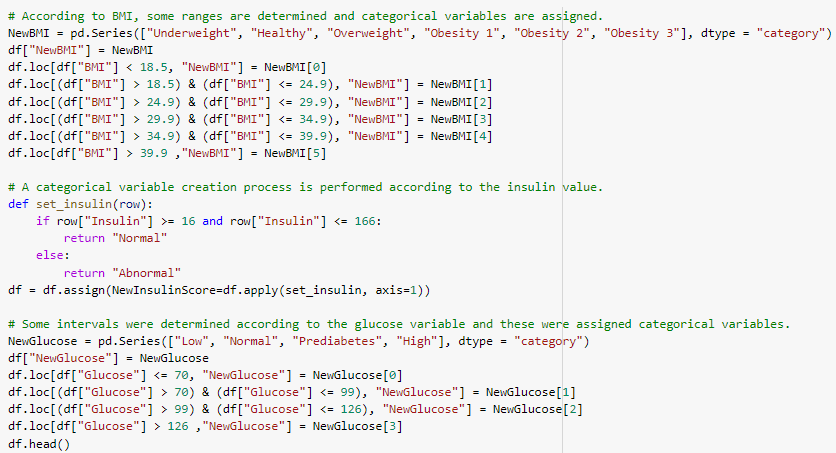 # According to BMI, some ranges are determined and categorical variables are assigned.
NewBMI = pd.Series(["Underweight", "Healthy", "Overweight", "Obesity 1", "Obesity 2", "Obesity 3"], dtype = "category")
df["NewBMI"] = NewBMI
df.loc[df["BMI"] < 18.5, "NewBMI"] = NewBMI[0]
df.loc[(df["BMI"] > 18.5) & (df["BMI"] <= 24.9), "NewBMI"] = NewBMI[1]
df.loc[(df["BMI"] > 24.9) & (df["BMI"] <= 29.9), "NewBMI"] = NewBMI[2]
df.loc[(df["BMI"] > 29.9) & (df["BMI"] <= 34.9), "NewBMI"] = NewBMI[3]
df.loc[(df["BMI"] > 34.9) & (df["BMI"] <= 39.9), "NewBMI"] = NewBMI[4]
df.loc[df["BMI"] > 39.9 ,"NewBMI"] = NewBMI[5]
# A categorical variable creation process is performed according to the insulin value.
def set_insulin(row):
    if row["Insulin"] >= 16 and row["Insulin"] <= 166:
        return "Normal"
    else:
        return "Abnormal"
df = df.assign(NewInsulinScore=df.apply(set_insulin, axis=1))
# Some intervals were determined according to the glucose variable and these were assigned categorical variables.
NewGlucose = pd.Series(["Low", "Normal", "Prediabetes", "High"], dtype = "category")
df["NewGlucose"] = NewGlucose
df.loc[df["Glucose"] <= 70, "NewGlucose"] = NewGlucose[0]
df.loc[(df["Glucose"] > 70) & (df["Glucose"] <= 99), "NewGlucose"] = NewGlucose[1]
df.loc[(df["Glucose"] > 99) & (df["Glucose"] <= 126), "NewGlucose"] = NewGlucose[2]
df.loc[df["Glucose"] > 126 ,"NewGlucose"] = NewGlucose[3]
df.head()